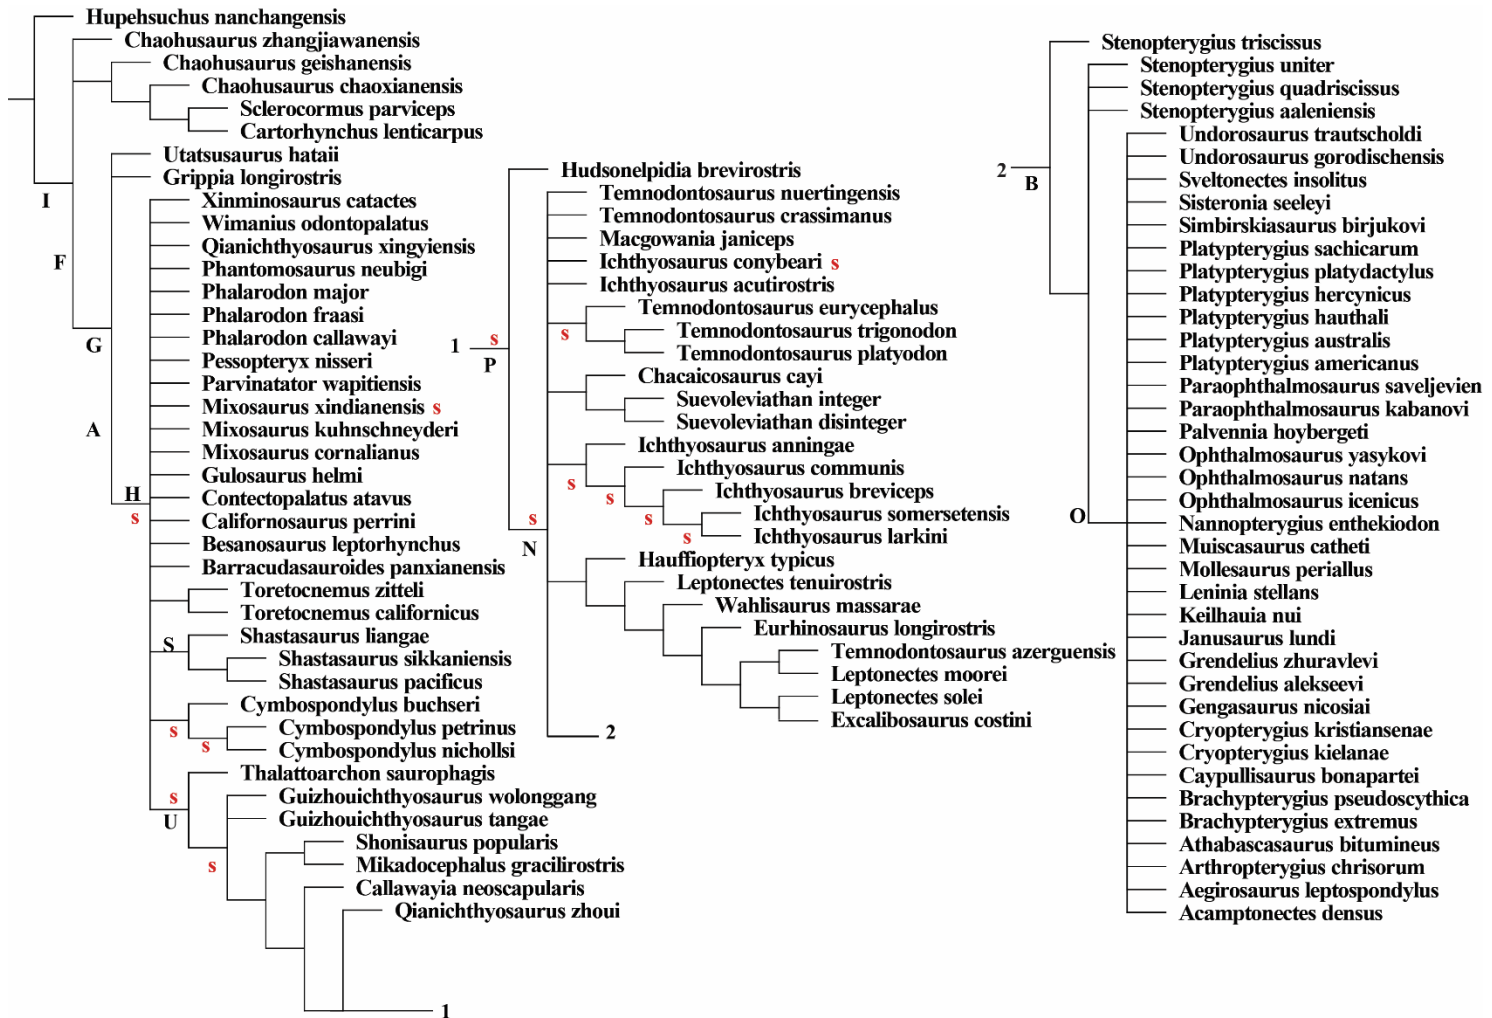 Hupehsuchus nanchangensis
Chaohusaurus zhangjiawanensis
Chaohusaurus geishanensis
Chaohusaurus chaoxianensis
Sclerocormus parviceps
Cartorhynchus lenticarpus
Utatsusaurus hataii
Grippia longirostris
I
Xinminosaurus catactes
Wimanius odontopalatus
Qianichthyosaurus xingyiensis
F
Phantomosaurus neubigi
Phalarodon major
Phalarodon fraasi
Phalarodon callawayi
G
Pessopteryx nisseri
Parvinatator wapitiensis
Mixosaurus xindianensis s
Mixosaurus kuhnschneyderi
A
Mixosaurus cornalianus
Gulosaurus helmi
H
Contectopalatus atavus
s
Californosaurus perrini
Besanosaurus leptorhynchus
Barracudasauroides panxianensis
Toretocnemus zitteli
Toretocnemus californicus
Shastasaurus liangae
S
Shastasaurus sikkaniensis
Shastasaurus pacificus
Cymbospondylus buchseri
s
Cymbospondylus petrinus
s
Cymbospondylus nichollsi
Thalattoarchon saurophagis
s
Guizhouichthyosaurus wolonggang
U
Guizhouichthyosaurus tangae
Shonisaurus popularis
s
Mikadocephalus gracilirostris
Callawayia neoscapularis
Qianichthyosaurus zhoui
1
Hudsonelpidia brevirostris
Temnodontosaurus nuertingensis
Temnodontosaurus crassimanus
Macgowania janiceps
Ichthyosaurus conybeari s
Ichthyosaurus acutirostris
Temnodontosaurus eurycephalus
s
Temnodontosaurus trigonodon
1 s
P
Temnodontosaurus platyodon
Chacaicosaurus cayi
Suevoleviathan integer
Suevoleviathan disinteger
Ichthyosaurus anningae
Ichthyosaurus communis
s
Ichthyosaurus breviceps
s
Ichthyosaurus somersetensis
s
s
Ichthyosaurus larkini
s
N
Hauffiopteryx typicus
Leptonectes tenuirostris
Wahlisaurus massarae
Eurhinosaurus longirostris
Temnodontosaurus azerguensis
Leptonectes moorei
Leptonectes solei
Excalibosaurus costini
2
Stenopterygius triscissus
Stenopterygius uniter
Stenopterygius quadriscissus
Stenopterygius aaleniensis
Undorosaurus trautscholdi
Undorosaurus gorodischensis
2
B
Sveltonectes insolitus
Sisteronia seeleyi
Simbirskiasaurus birjukovi
Platypterygius sachicarum
Platypterygius platydactylus
Platypterygius hercynicus
Platypterygius hauthali
Platypterygius australis
Platypterygius americanus
Paraophthalmosaurus saveljevien
Paraophthalmosaurus kabanovi
Palvennia hoybergeti
Ophthalmosaurus yasykovi
Ophthalmosaurus natans
Ophthalmosaurus icenicus
O
Nannopterygius enthekiodon
Muiscasaurus catheti
Mollesaurus periallus
Leninia stellans
Keilhauia nui
Janusaurus lundi
Grendelius zhuravlevi
Grendelius alekseevi
Gengasaurus nicosiai
Cryopterygius kristiansenae
Cryopterygius kielanae
Caypullisaurus bonapartei
Brachypterygius pseudoscythica
Brachypterygius extremus
Athabascasaurus bitumineus
Arthropterygius chrisorum
Aegirosaurus leptospondylus
Acamptonectes densus